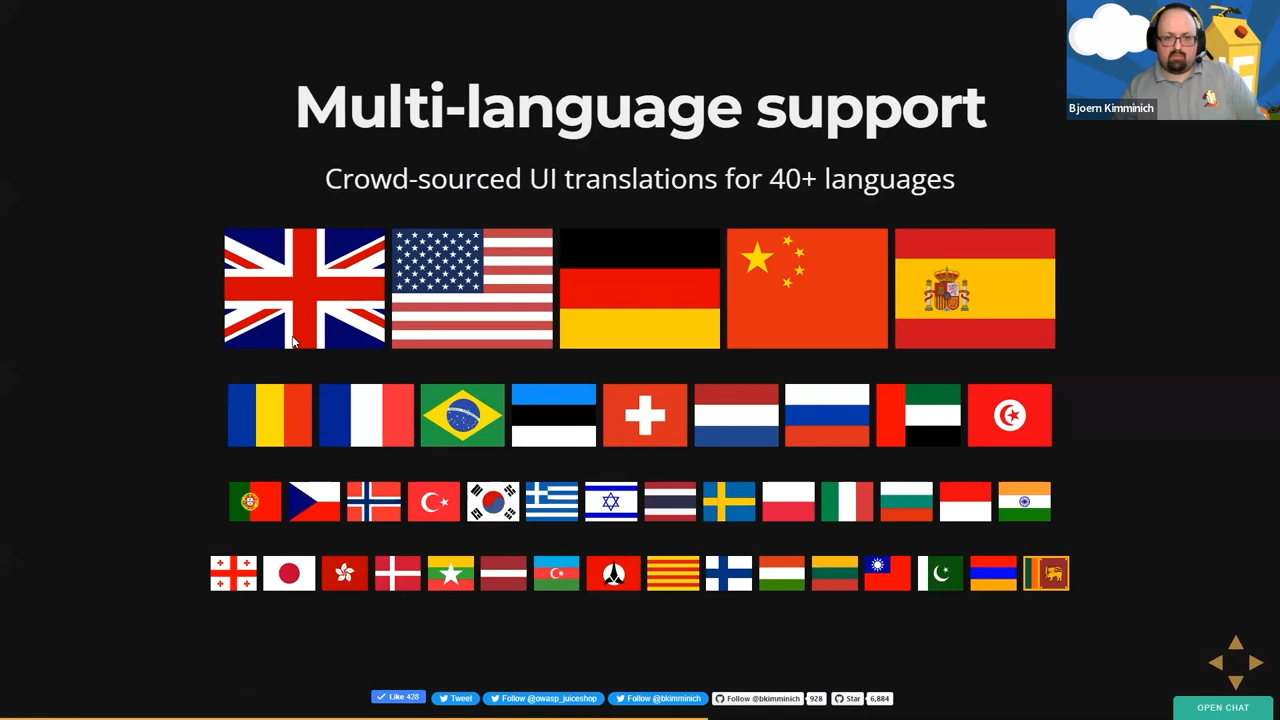 Multi-language support
Bjoern Kimminich
Crowd-sourced UI translations for 40+ languages
Like 428
Tweet
Follow @owasp_juiceshop
Follow @bkimminich
Follow @bkimminich
928
Star
6,884
OPEN CHAT